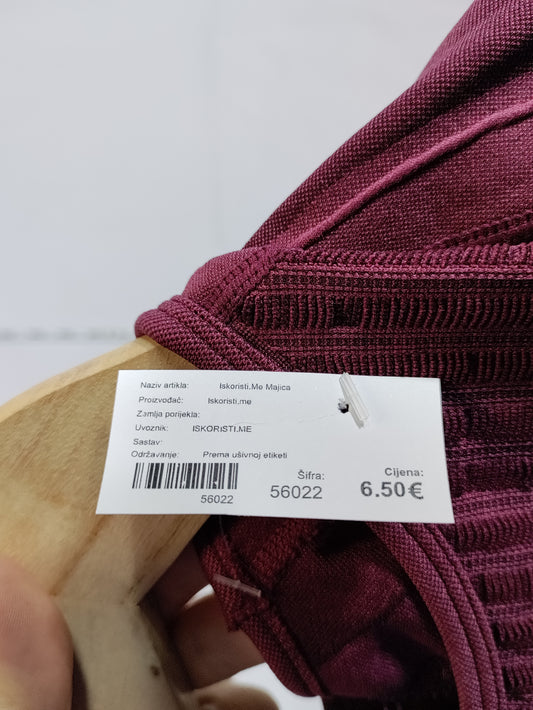 Naziv artikla: Iskoristi.Me Majica
Proizvođač: Iskoristi.me
Zemlja porijekla:
Uvoznik: ISKORISTI.ME
Sastav:
Održavanje: Prema ušivnoj etiketi
56022
Šifra:
56022
Cijena:
6.50€